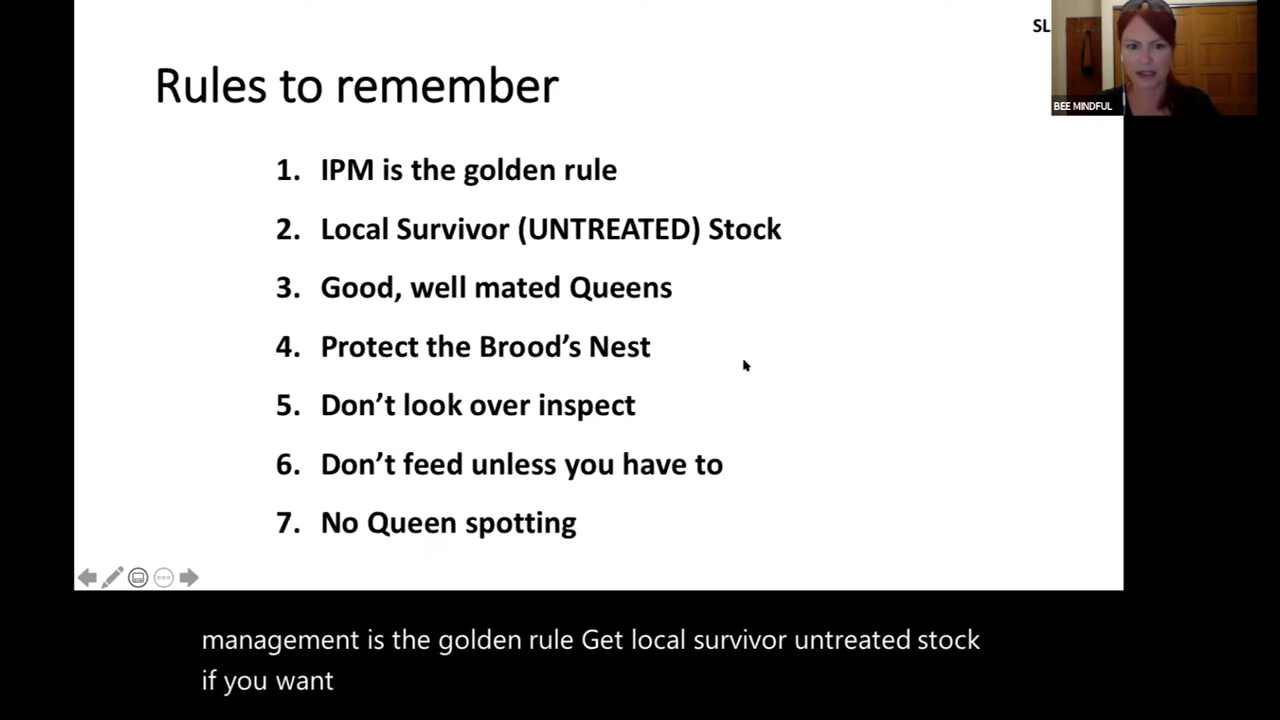 SL
BEE MINDFUL
Rules to remember
1. IPM is the golden rule
2. Local Survivor (UNTREATED) Stock
3. Good, well mated Queens
4. Protect the Brood’s Nest
5. Don’t look over inspect
6. Don’t feed unless you have to
7. No Queen spotting
management is the golden rule Get local survivor untreated stock
if you want